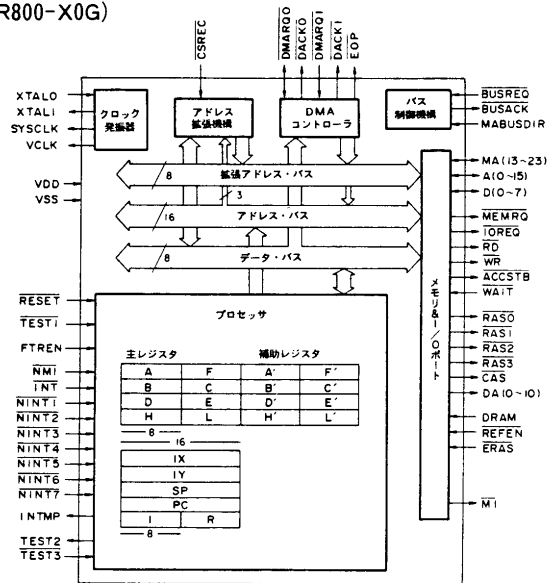 R800-X0G)
CSREC
DMARQ0
DACK0
DMARQ1
DACK1
EOP
XTAL0
XTAL1
SYSCLK
VCLK
クロック
発振器
アドレス
拡張機構
DMA
コントローラ
バス
制御機構
BUSREQ
BUSACK
MABUSDIR
VDD
VSS
8
拡張アドレス・バス
3
16
アドレス・バス
8
データ・バス
MA(13~23)
A(0~15)
D(0~7)
MEMRQ
IOREQ
RD
WR
ACCSTB
WAIT
RAS0
RAS1
RAS2
RAS3
CAS
DA(0~10)
DRAM
REFEN
ERAS
M1
メモリ&I/Oポート
RESET
TEST1
FTREN
NMI
INT
NINT1
NINT2
NINT3
NINT4
NINT5
NINT6
NINT7
INTMP
TEST2
TEST3
プロセッサ
主レジスタ 補助レジスタ
A F A' F'
B C B' C'
D E D' E'
H L H' L'
8
16
IX
IY
SP
PC
I R
8